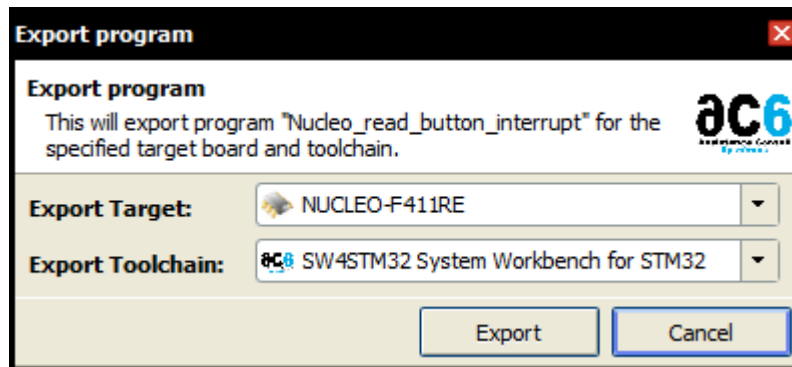 Export program
Export program
This will export program "Nucleo_read_button_interrupt" for the
specified target board and toolchain.
ac6
Export Target:
NUCLEO-F411RE
Export Toolchain:
ac6 SW4STM32 System Workbench for STM32
Export
Cancel